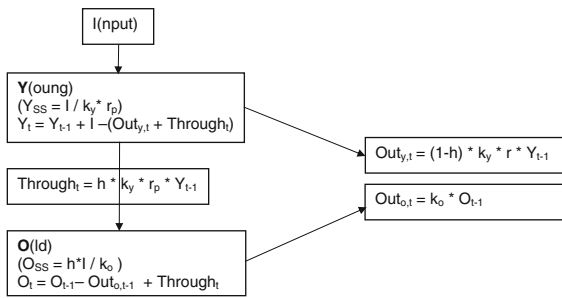 I(nput)
Y(oung)
(Y_SS = I / k_y* r_p)
Y_t = Y_t-1 + I –(Out_y,t + Through_t)
Out_y,t = (1-h) * k_y * r * Y_t-1
Through_t = h * k_y * r_p * Y_t-1
Out_o,t = k_o * O_t-1
O(ld)
(O_SS = h*I / k_o )
O_t = O_t-1– Out_o,t-1 + Through_t